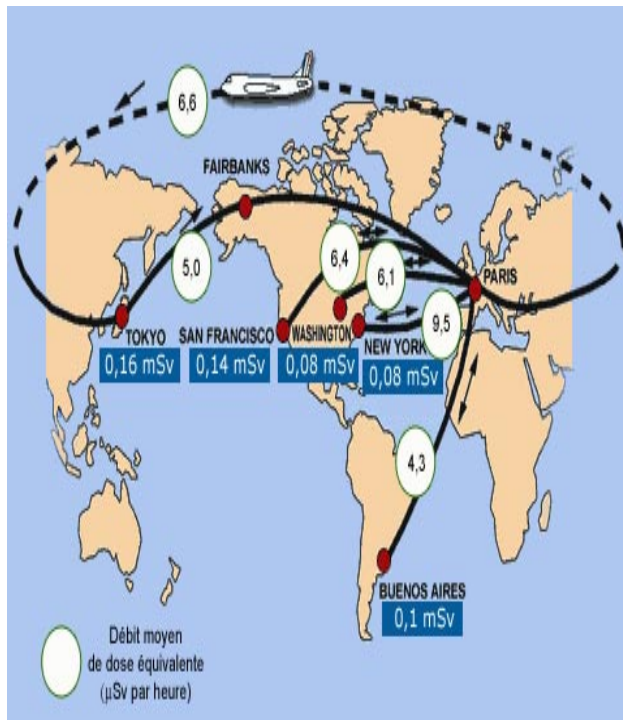 6,6
FAIRBANKS
5,0
6,4
6,1
9,5
PARIS
TOKYO
0,16 mSv
SAN FRANCISCO
0,14 mSv
WASHINGTON
0,08 mSv
NEW YORK
0,08 mSv
4,3
BUENOS AIRES
0,1 mSv
Débit moyen
de dose équivalente
(µSv par heure)